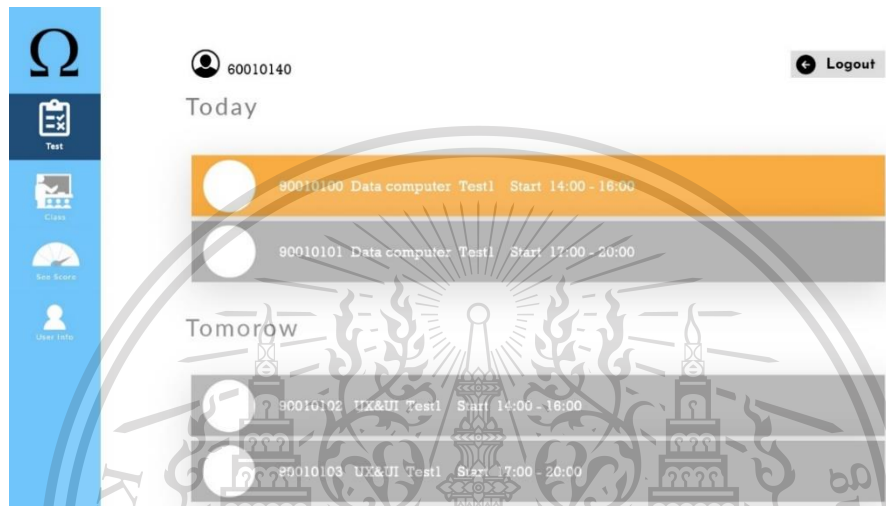 Ω
60010140
Logout
Today
Test
90010100 Data computer Test1 Start 14:00 - 16:00
Class
90010101 Data computer Test1 Start 17:00 - 20:00
See Score
User Info
Tomorow
90010102 UX&UI Test1 Start 14:00 - 16:00
90010103 UX&UI Test1 Start 17:00 - 20:00